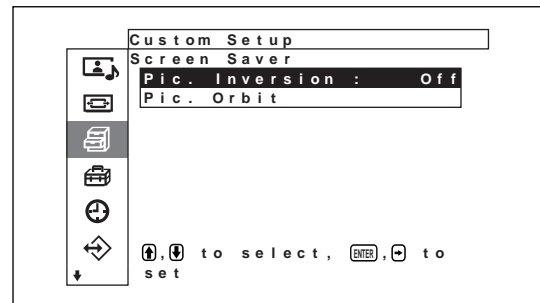 Custom Setup
Screen Saver
Pic. Inversion : Off
Pic. Orbit
, to select, ENTER, to
set